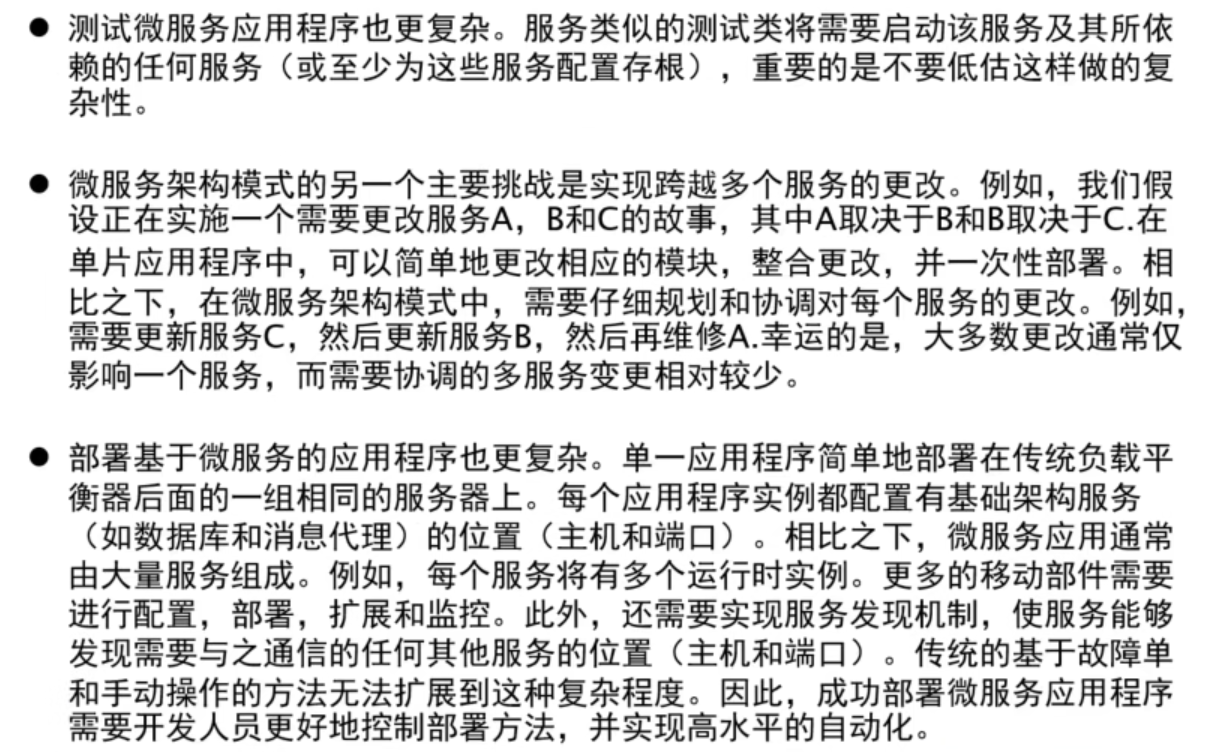 ● 测试微服务应用程序也更复杂。服务类似的测试类将需要启动该服务及其所依
赖的任何服务（或至少为这些服务配置存根），重要的是不要低估这样做的复
杂性。
● 微服务架构模式的另一个主要挑战是实现跨越多个服务的更改。例如，我们假
设正在实施一个需要更改服务A，B和C的故事，其中A取决于B和B取决于C.在
单片应用程序中，可以简单地更改相应的模块，整合更改，并一次性部署。相
比之下，在微服务架构模式中，需要仔细规划和协调对每个服务的更改。例如，
需要更新服务C，然后更新服务B，然后再维修A.幸运的是，大多数更改通常仅
影响一个服务，而需要协调的多服务变更相对较少。
● 部署基于微服务的应用程序也更复杂。单一应用程序简单地部署在传统负载平
衡器后面的一组相同的服务器上。每个应用程序实例都配置有基础架构服务
（如数据库和消息代理）的位置（主机和端口）。相比之下，微服务应用通常
由大量服务组成。例如，每个服务将有多个运行时实例。更多的移动部件需要
进行配置，部署，扩展和监控。此外，还需要实现服务发现机制，使服务能够
发现需要与之通信的任何其他服务的位置（主机和端口）。传统的基于故障单
和手动操作的方法无法扩展到这种复杂程度。因此，成功部署微服务应用程序
需要开发人员更好地控制部署方法，并实现高水平的自动化。